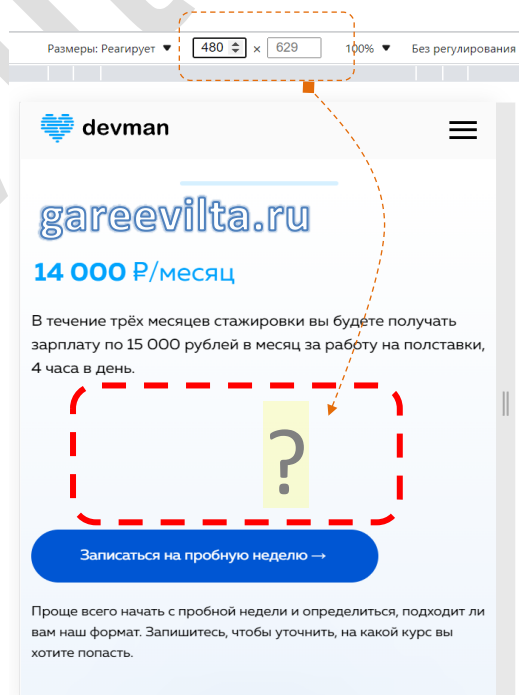 Размеры: Реагирует ▼ 480 × 629 100% ▼ Без регулирования
devman
gareevilta.ru
14 000 ₽/месяц
В течение трёх месяцев стажировки вы будете получать
зарплату по 15 000 рублей в месяц за работу на полставки,
4 часа в день.
?
Записаться на пробную неделю →
Проще всего начать с пробной недели и определиться, подходит ли
вам наш формат. Запишитесь, чтобы уточнить, на какой курс вы
хотите попасть.